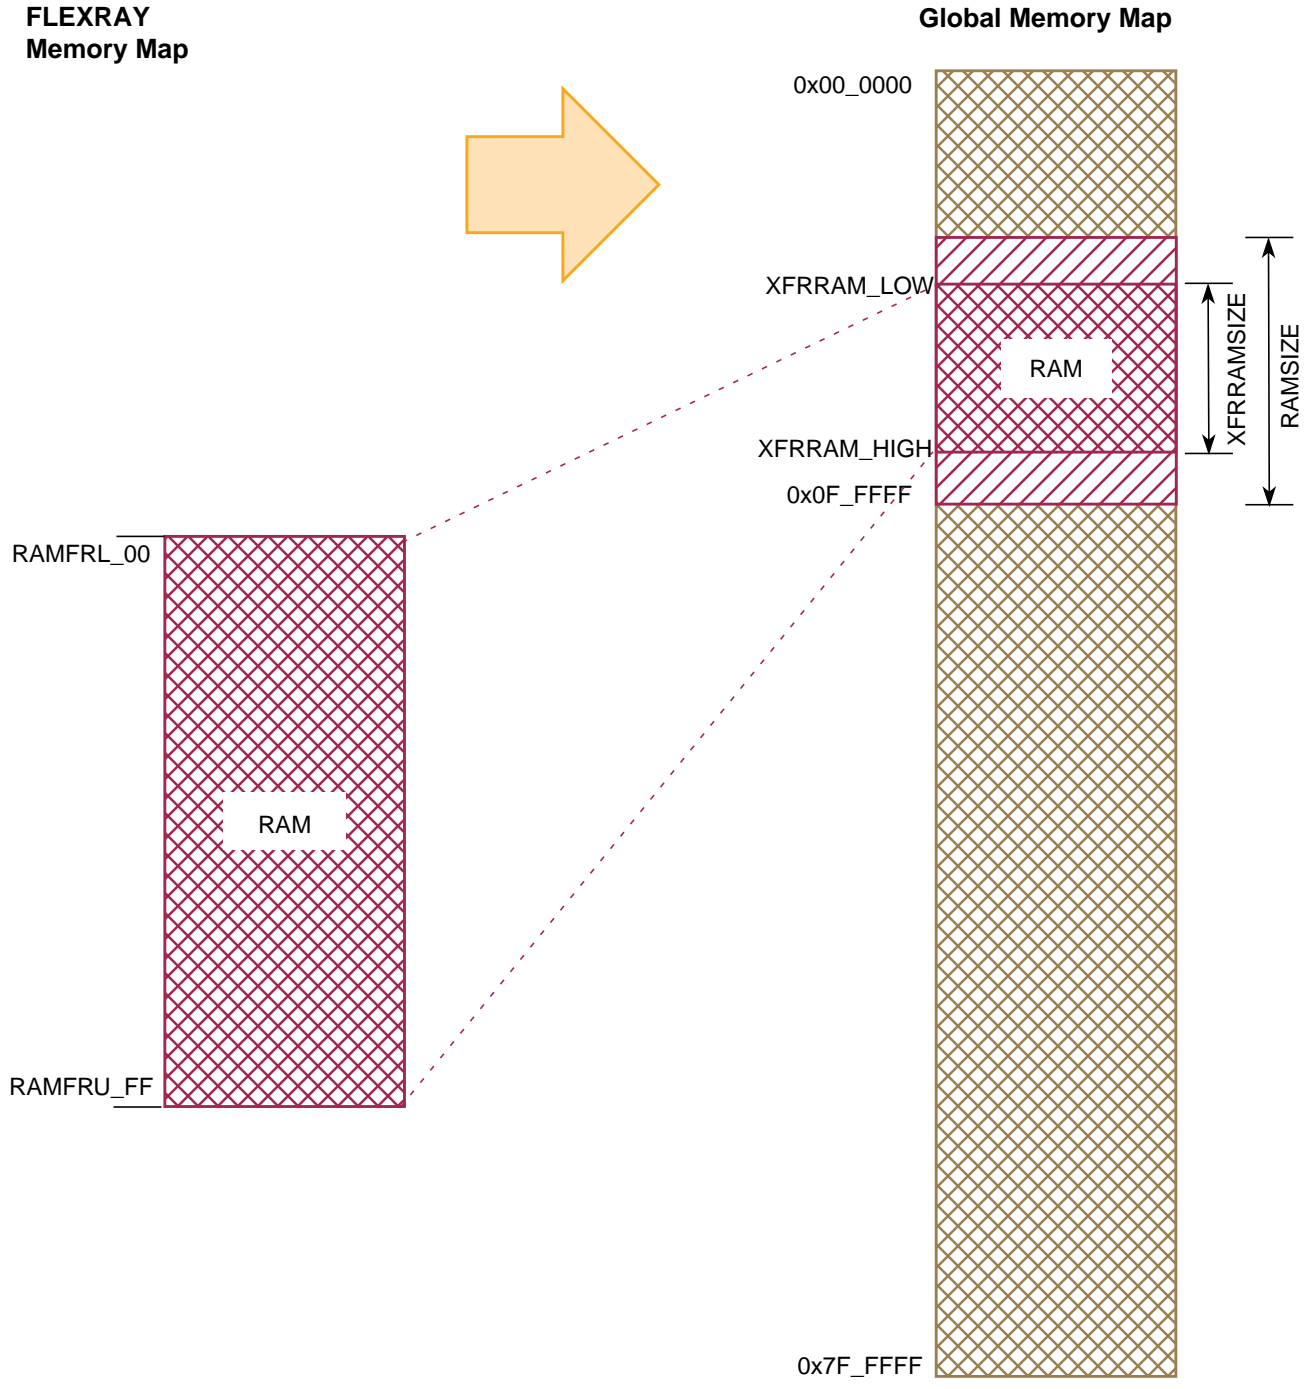 FLEXRAY
Memory Map
Global Memory Map
0x00_0000
XFRRAM_LOW
RAM
XFRRAMSIZE
RAMSIZE
XFRRAM_HIGH
0x0F_FFFF
RAMFRL_00
RAM
RAMFRU_FF
0x7F_FFFF